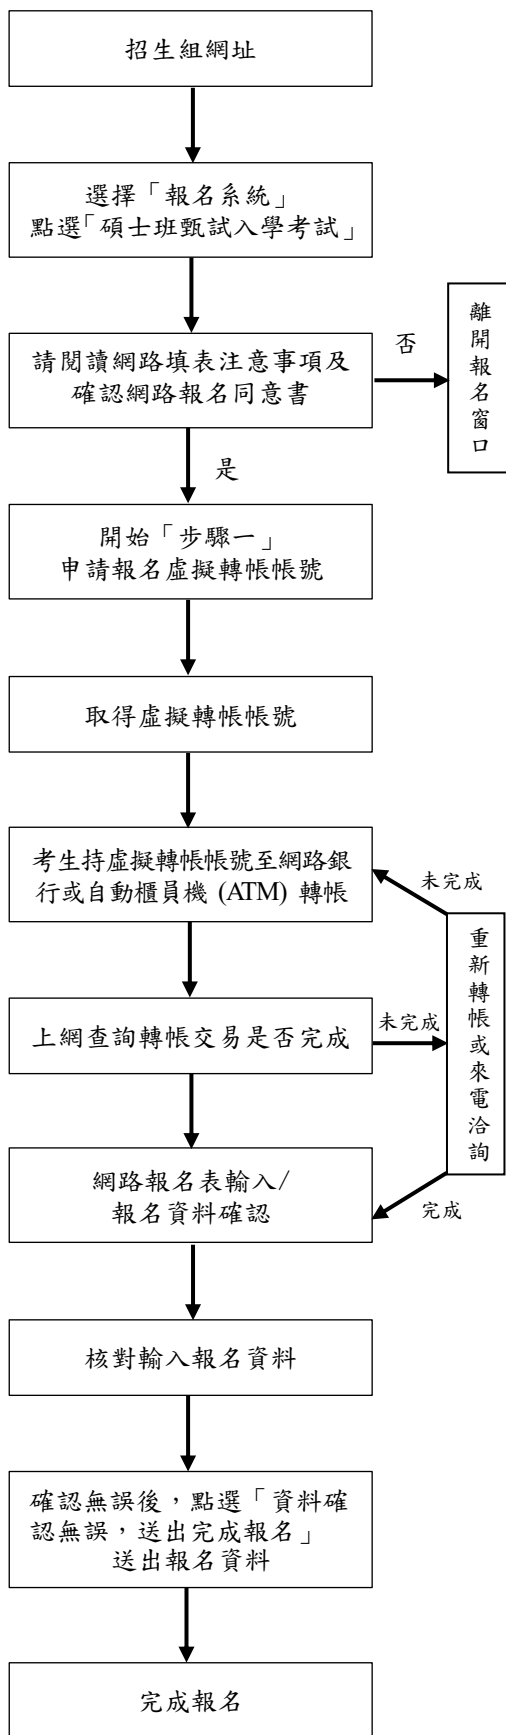 招生組網址
選擇「報名系統」
點選「碩士班甄試入學考試」
請閱讀網路填表注意事項及
確認網路報名同意書
否
離開報名窗口
是
開始「步驟一」
申請報名虛擬轉帳帳號
取得虛擬轉帳帳號
考生持虛擬轉帳帳號至網路銀
行或自動櫃員機 (ATM) 轉帳
未完成
上網查詢轉帳交易是否完成
未完成
重新轉帳或來電洽詢
網路報名表輸入/
報名資料確認
完成
核對輸入報名資料
確認無誤後，點選「資料確
認無誤，送出完成報名」
送出報名資料
完成報名